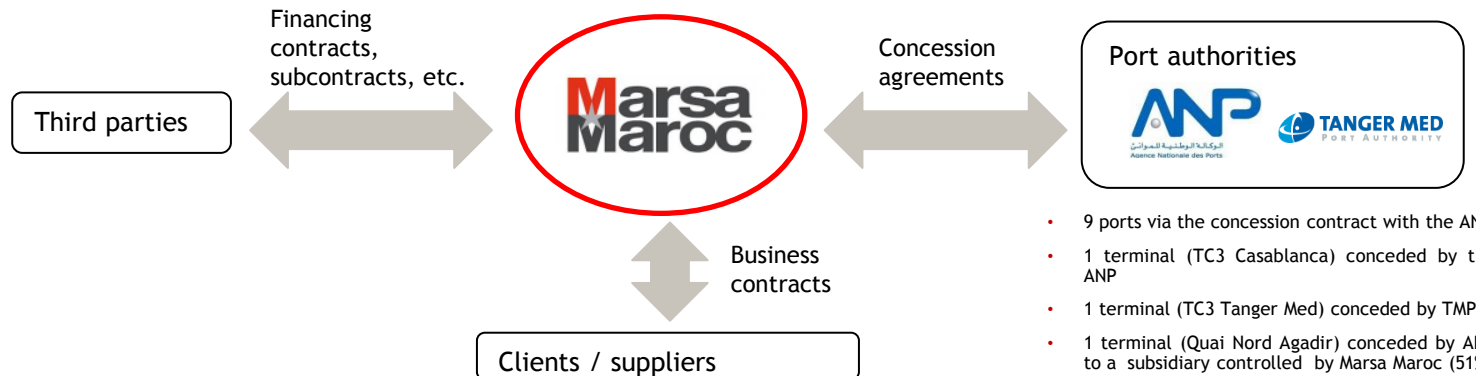 Financing
contracts,
subcontracts, etc.
Third parties
Marsa
Maroc
Concession
agreements
Port authorities
ANP
الوكالة الوطنية للموانئ
Agence Nationale des Ports
TANGER MED
PORT AUTHORITY
Business
contracts
Clients / suppliers
• 9 ports via the concession contract with the
• 1 terminal (TC3 Casablanca) conceded by
ANP
• 1 terminal (TC3 Tanger Med) conceded by TMP
• 1 terminal (Quai Nord Agadir) conceded by
to a subsidiary controlled by Marsa Maroc (51